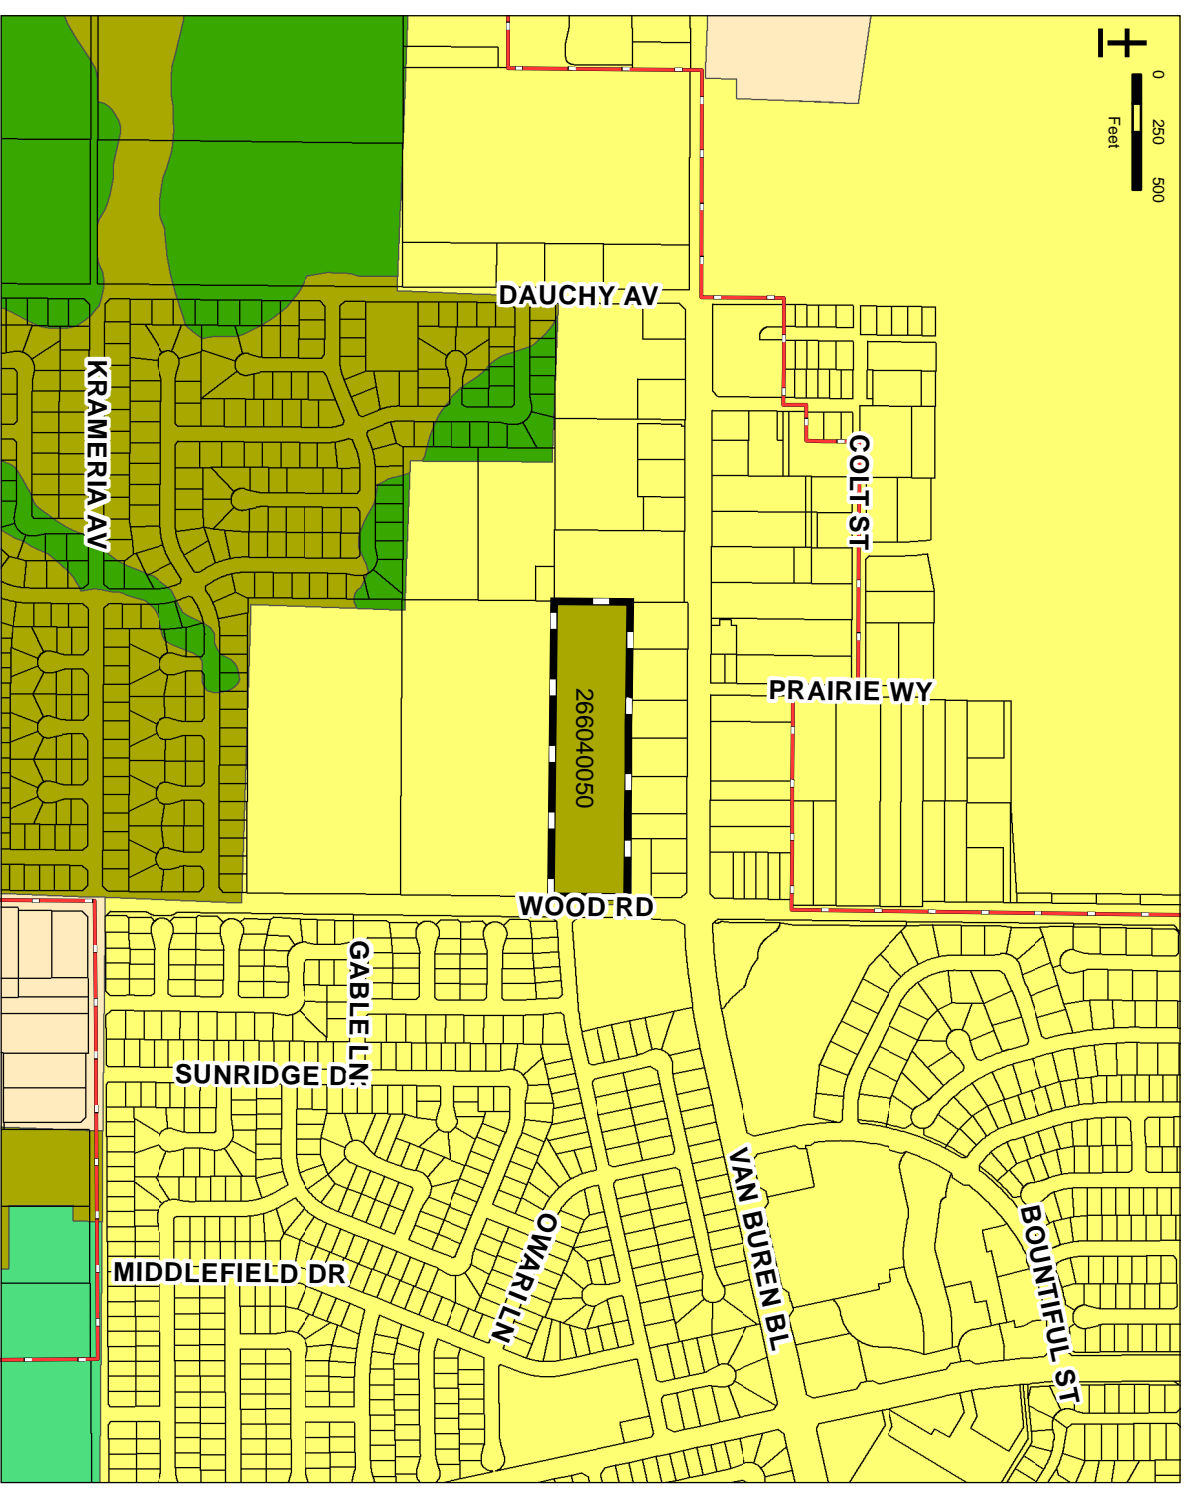 0 250 500
Feet
DAUCHY AV
KRAMERIA AV
COLT ST
PRAIRIE WY
266040050
WOOD RD
GABLE LN
SUNRIDGE D
VAN BUREN BL
OWARI LN
BOUNTIFUL ST
MIDDLEFIELD DR